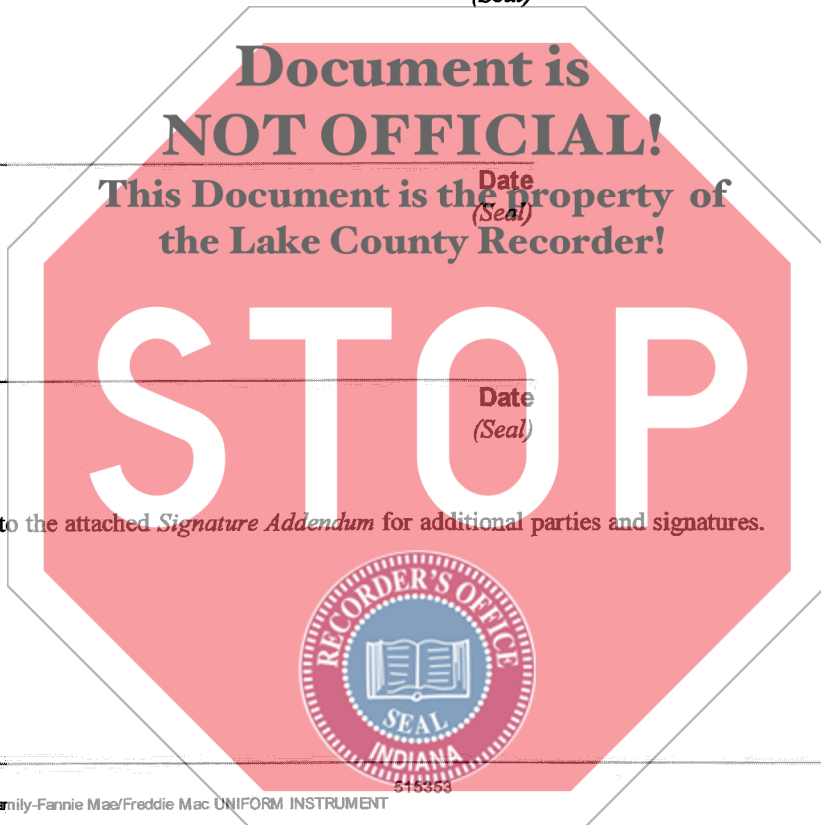 (Seal)
Document is
NOT OFFICIAL!
Date
This Document is the property of
(Seal)
the Lake County Recorder!
STOP
Date
(Seal)
to the attached Signature Addendum for additional parties and signatures.
RECORDER'S OFFICE
SEAL
INDIANA
515353
Fannie Mae/Freddie Mac UNIFORM INSTRUMENT